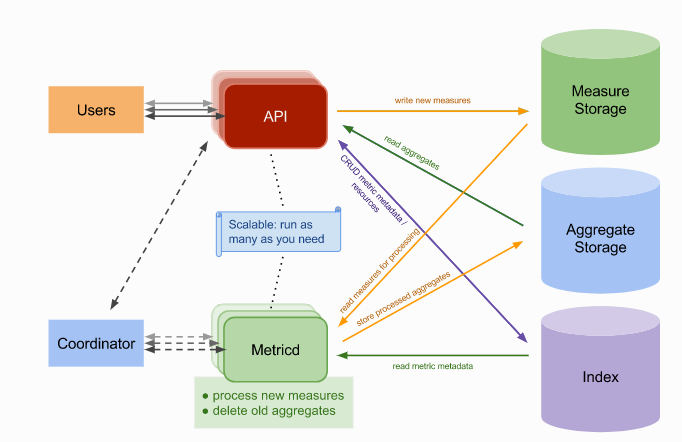 Users
API
write new measures
Measure
Storage
read aggregates
CRUD metric metadata /
resources
Scalable: run as
many as you need
Aggregate
Storage
read measures for processing
store processed aggregates
Coordinator
Metricd
Index
read metric metadata
● process new measures
● delete old aggregates